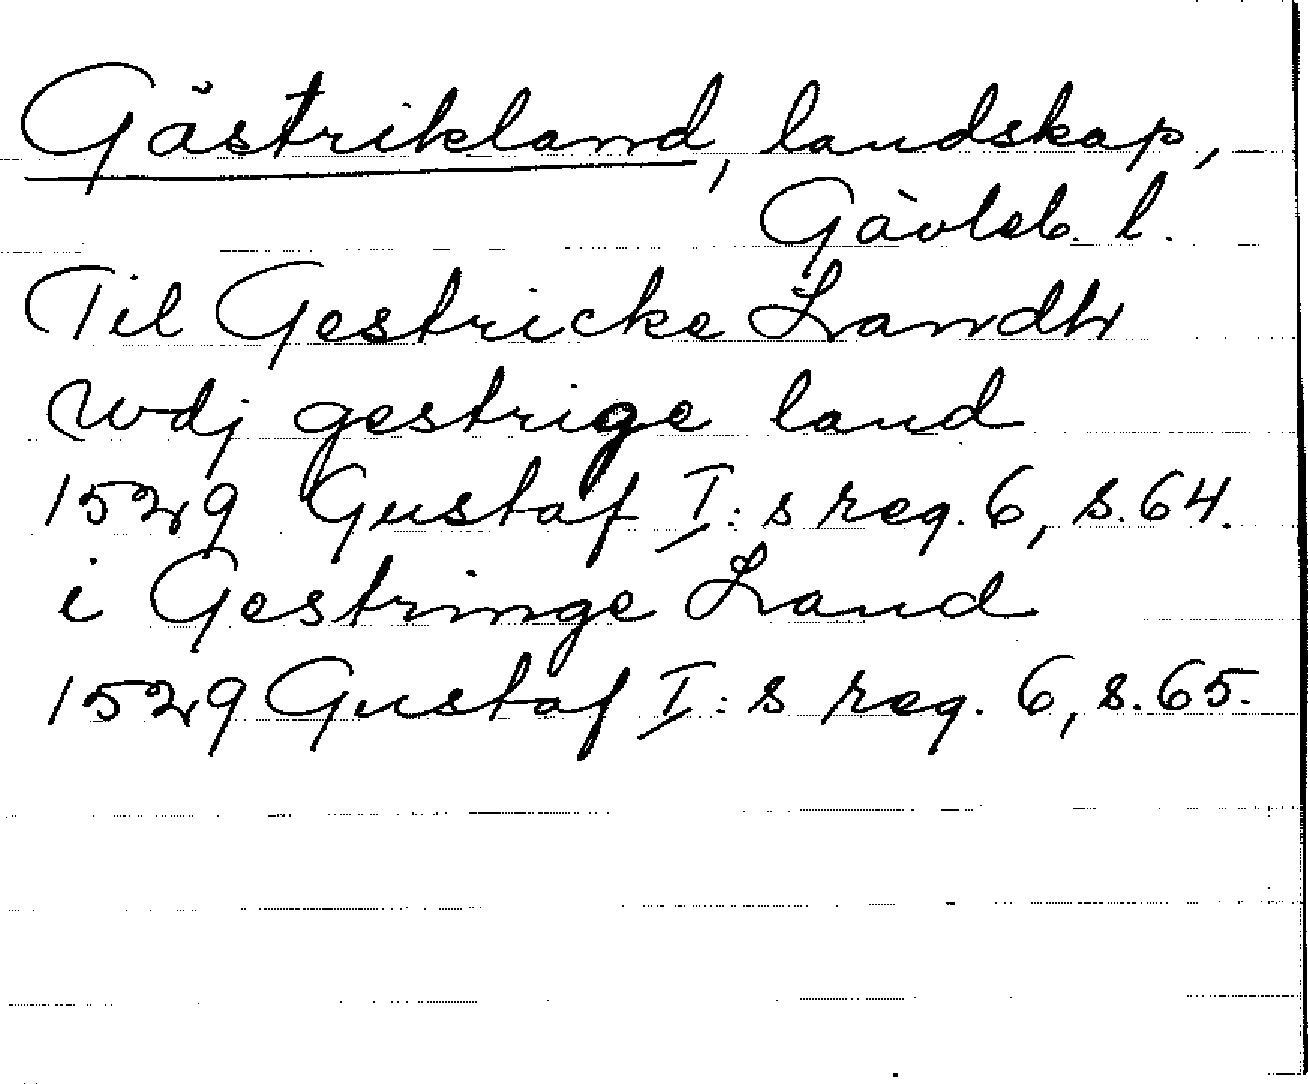 Gästrikland, landskap,
Gävleb. l.
Til Gestricke Landh
wdj gestrige land
1529 Gustaf I:s reg. 6, s. 64.
i Gestringe Land
1529 Gustaf I:s reg. 6, s. 65.